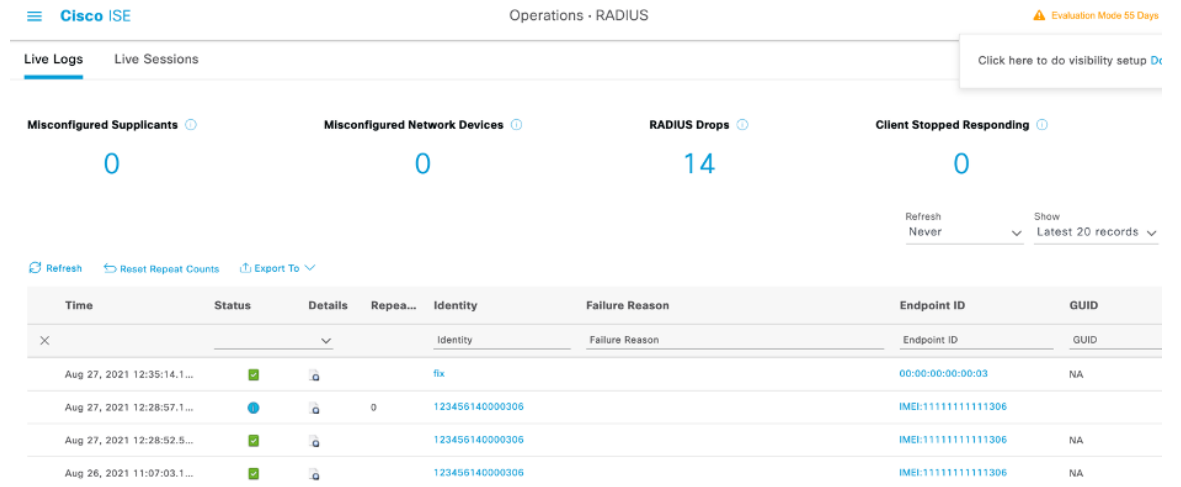 Cisco ISE Operations · RADIUS Evaluation Mode 55 Days
Live Logs Live Sessions Click here to do visibility setup Do
Misconfigured Supplicants Misconfigured Network Devices RADIUS Drops Client Stopped Responding
0 0 14 0
Refresh Show
Never Latest 20 records
Refresh Reset Repeat Counts Export To
Time Status Details Repea... Identity Failure Reason Endpoint ID GUID
Identity Failure Reason Endpoint ID GUID
Aug 27, 2021 12:35:14.1... fix 00:00:00:00:00:03 NA
Aug 27, 2021 12:28:57.1... 0 123456140000306 IMEI:11111111111306
Aug 27, 2021 12:28:52.5... 123456140000306 IMEI:11111111111306 NA
Aug 26, 2021 11:07:03.1... 123456140000306 IMEI:11111111111306 NA